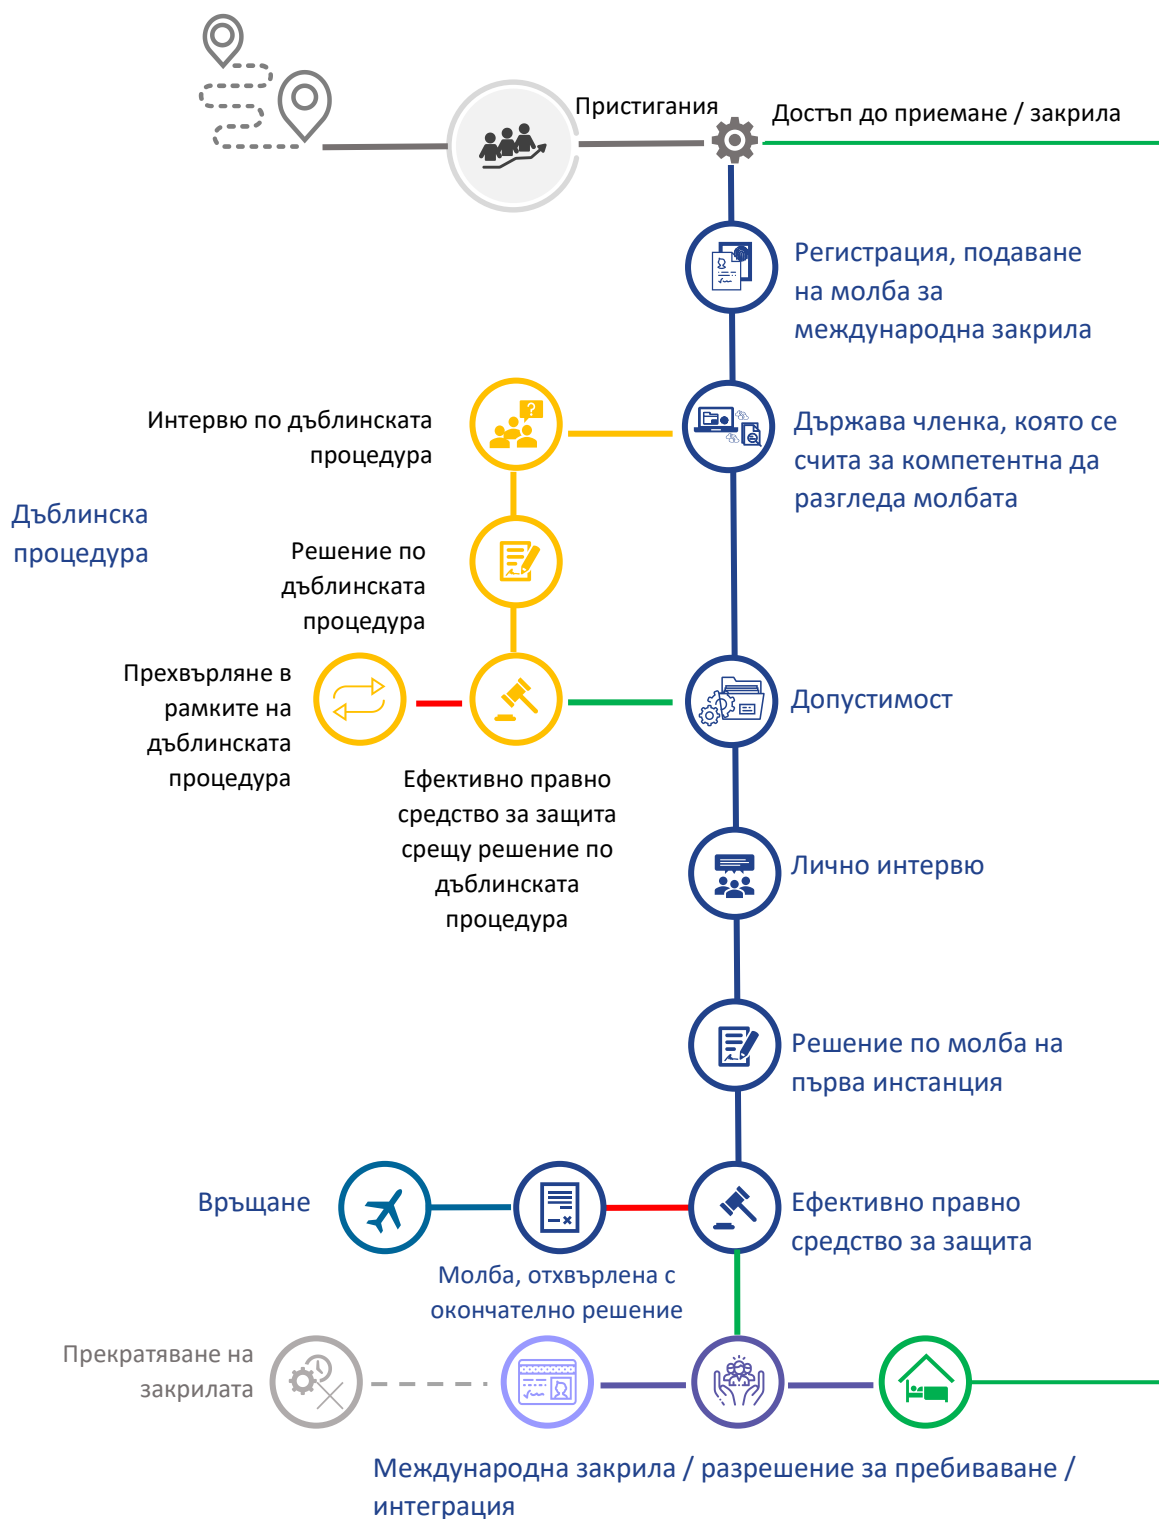 Пристигания
Достъп до приемане / закрила
Регистрация, подаване
на молба за
международна закрила
Интервю по дъблинската
процедура
Държава членка, която се
счита за компетентна да
разгледа молбата
Дъблинска
процедура
Решение по
дъблинската
процедура
Прехвърляне в
рамките на
дъблинската
процедура
Допустимост
Ефективно правно
средство за защита
срещу решение по
дъблинската
процедура
Лично интервю
Решение по молба на
първа инстанция
Връщане
Ефективно правно
средство за защита
Молба, отхвърлена с
окончателно решение
Прекратяване на
закрилата
Международна закрила / разрешение за пребиваване /
интеграция